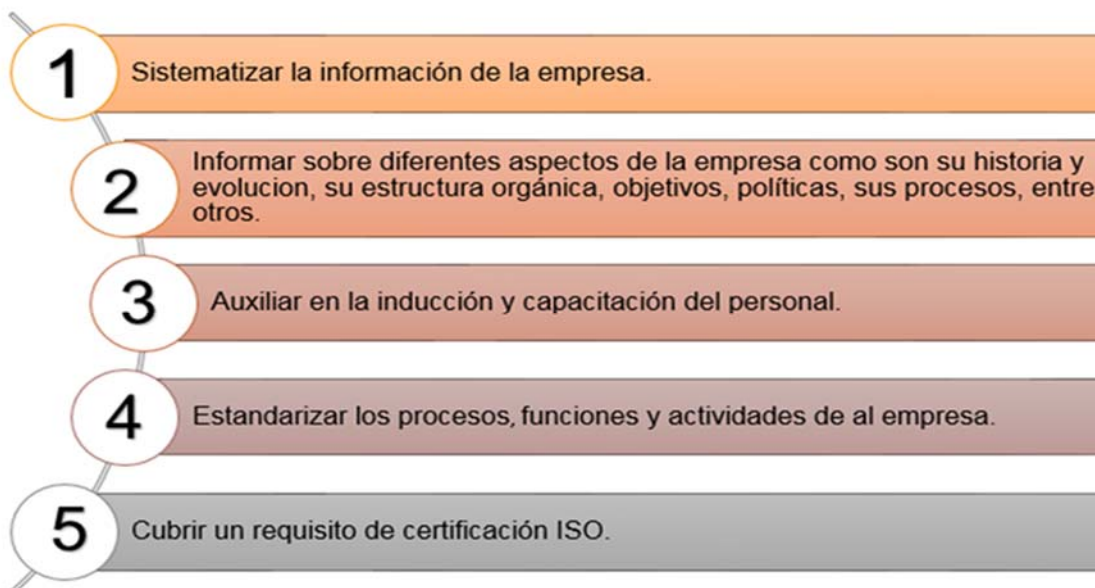 1
Sistematizar la información de la empresa.
2
Informar sobre diferentes aspectos de la empresa como son su historia y
evolucion, su estructura orgánica, objetivos, políticas, sus procesos, entre
otros.
3
Auxiliar en la inducción y capacitación del personal.
4
Estandarizar los procesos, funciones y actividades de al empresa.
5
Cubrir un requisito de certificación ISO.